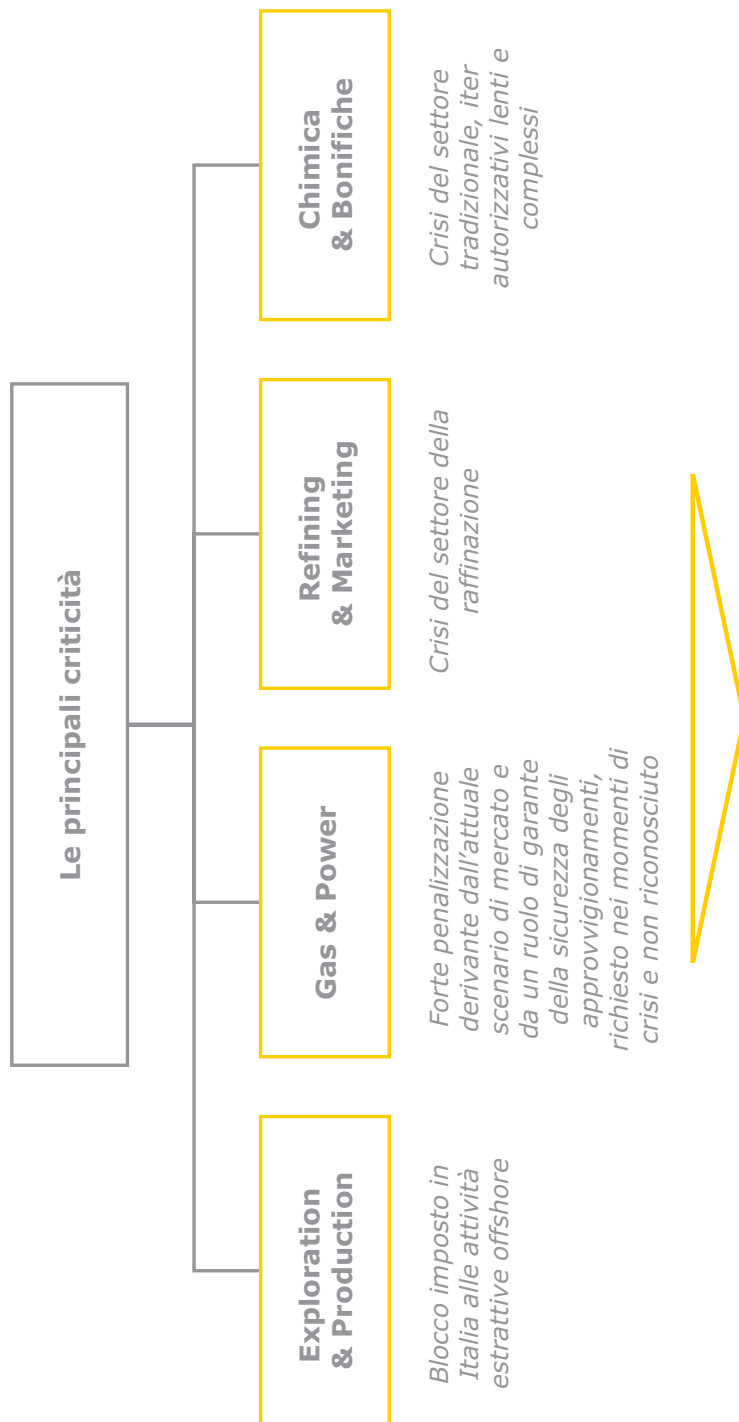 Le principali criticità
Exploration
& Production
Blocco imposto in
Italia alle attività
estrattive offshore
Gas & Power
Forte penalizzazione
derivante dall’attuale
scenario di mercato e
da un ruolo di garante
della sicurezza degli
approvvigionamenti,
richiesto nei momenti di
crisi e non riconosciuto
Refining
& Marketing
Crisi del settore della
raffinazione
Chimica
& Bonifiche
Crisi del settore
tradizionale, iter
autorizzativi lenti e
complessi